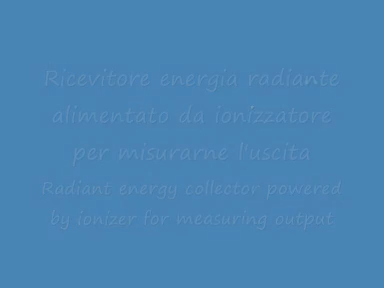 Ricevitore energia radiante
alimentato da ionizzatore
per misurarne l'uscita
Radiant energy collector powered
by ionizer for measuring output